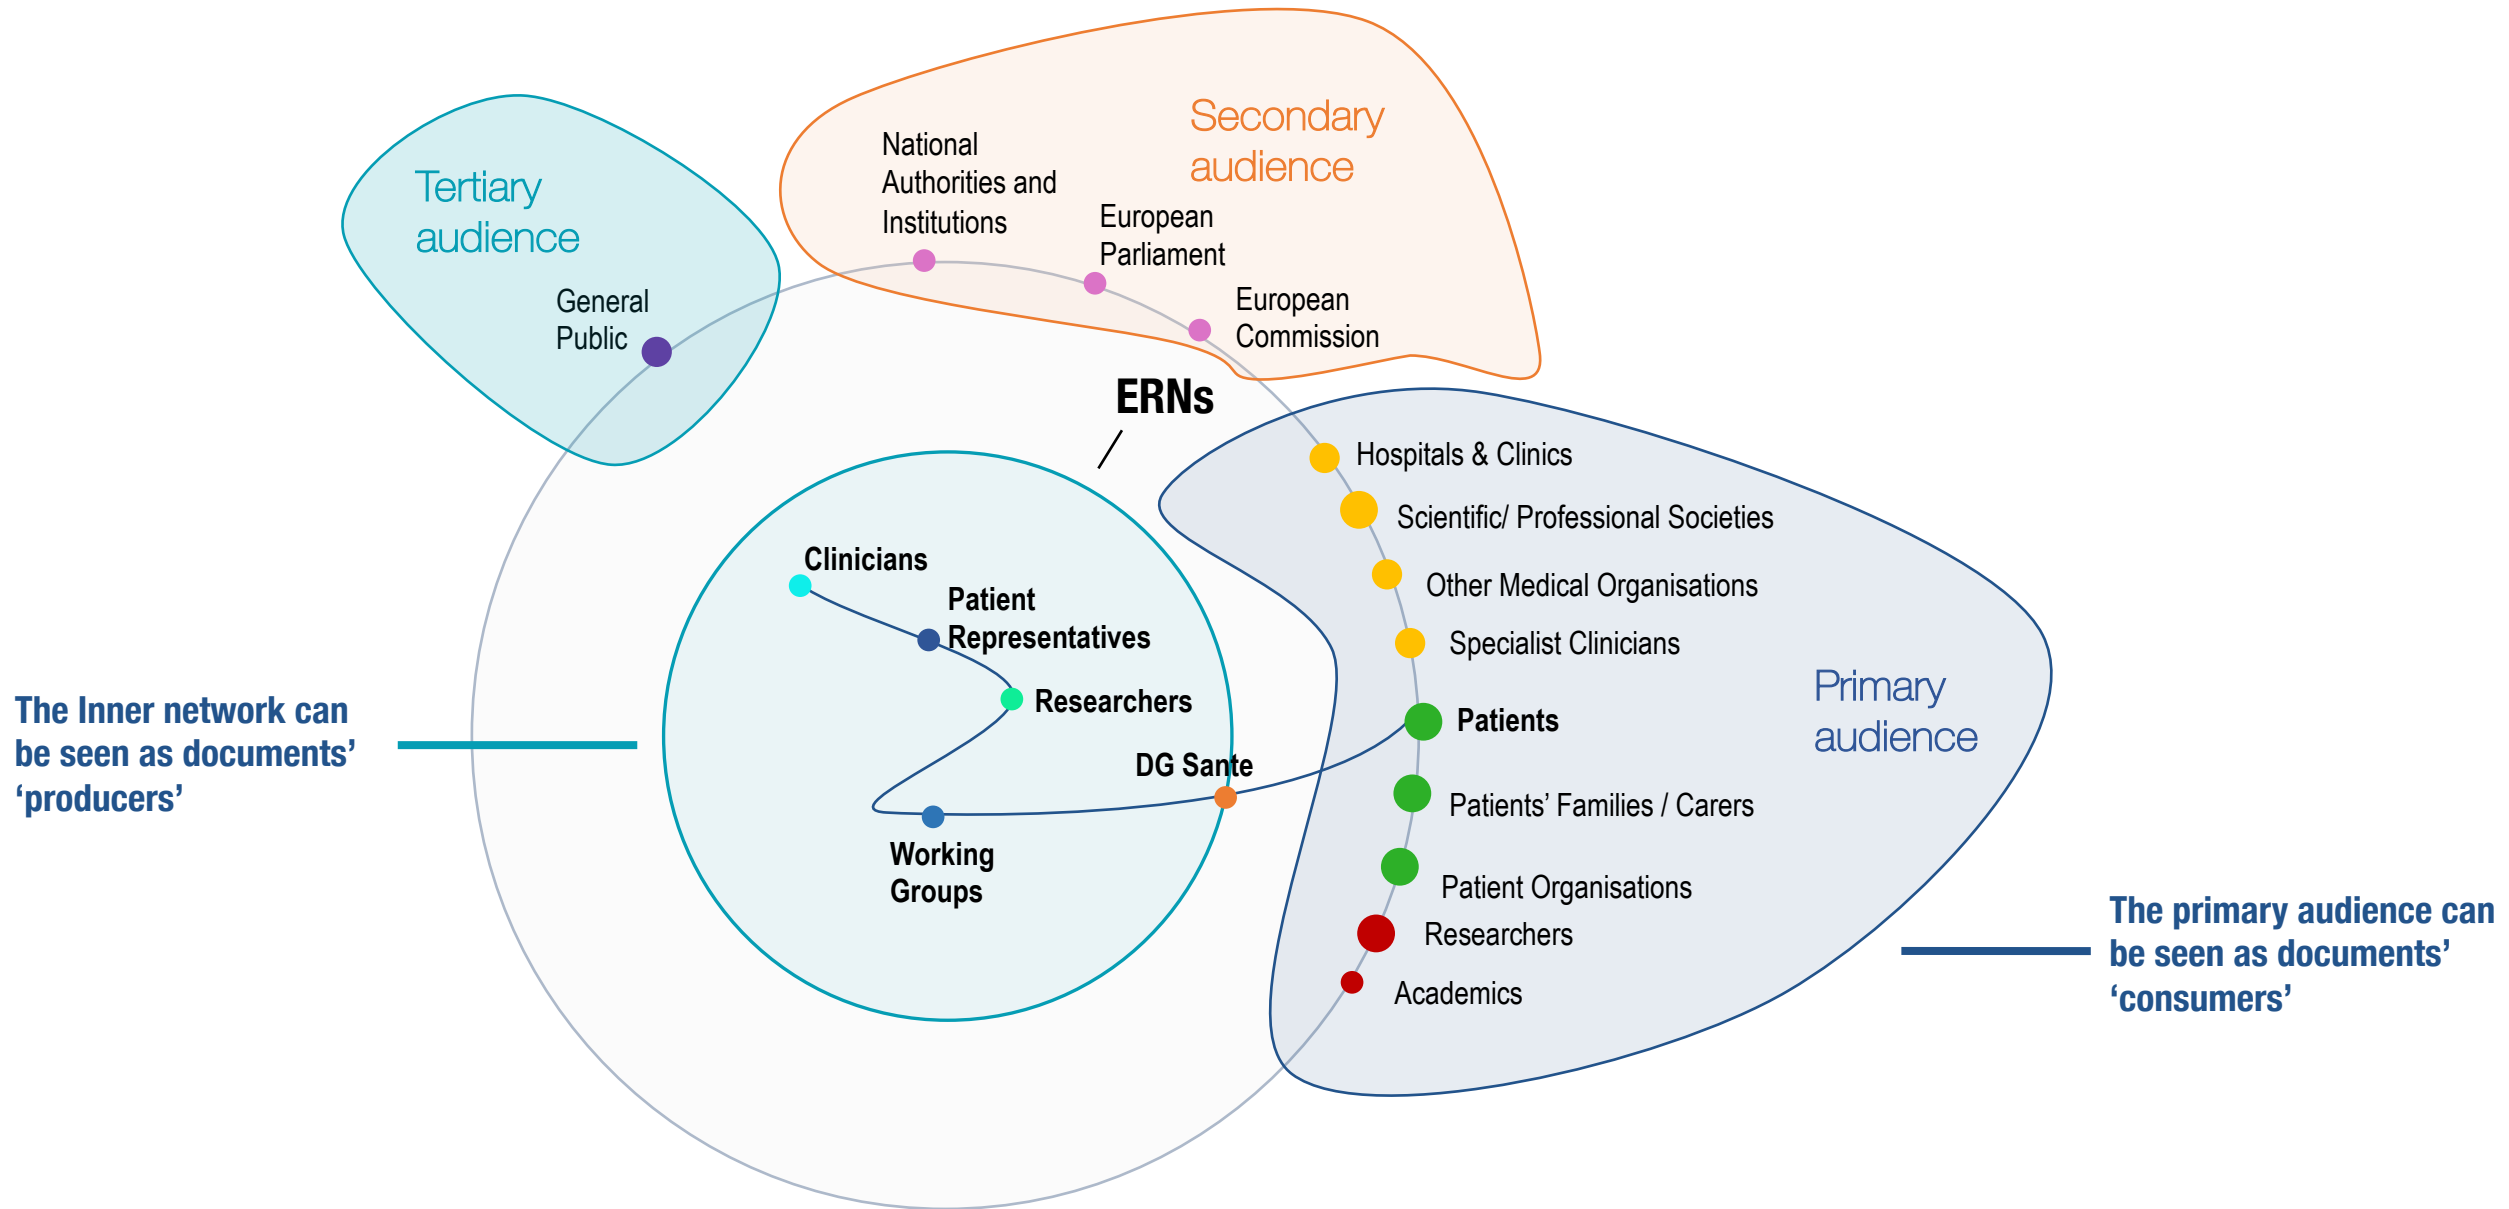 Secondary
audience
National
Authorities and
Institutions
European
Parliament
European
Commission
Tertiary
audience
General
Public
ERNs
Hospitals & Clinics
Scientific/ Professional Societies
Other Medical Organisations
Specialist Clinicians
Patients
Patients’ Families / Carers
Patient Organisations
Researchers
Academics
Primary
audience
Clinicians
Patient
Representatives
Researchers
DG Sante
Working
Groups
The Inner network can
be seen as documents’
‘producers’
The primary audience can
be seen as documents’
‘consumers’